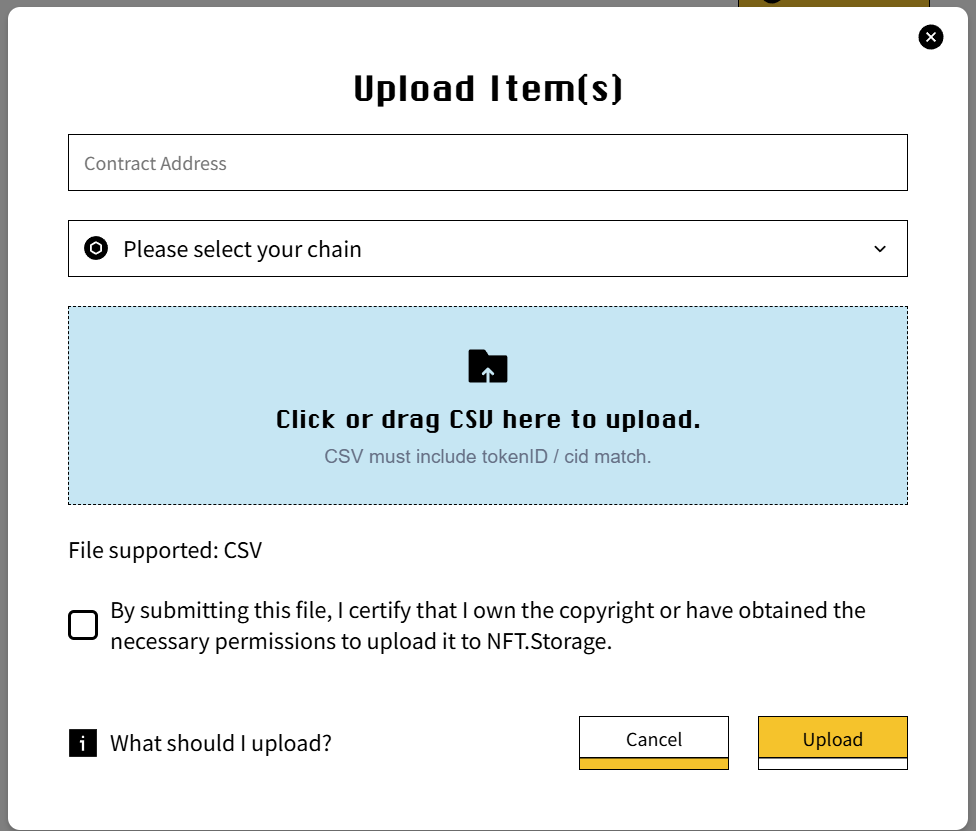 Upload Item(s)
Contract Address
Please select your chain
Click or drag CSV here to upload.
CSV must include tokenID / cid match.
File supported: CSV
By submitting this file, I certify that I own the copyright or have obtained the
necessary permissions to upload it to NFT.Storage.
i What should I upload?
Cancel
Upload